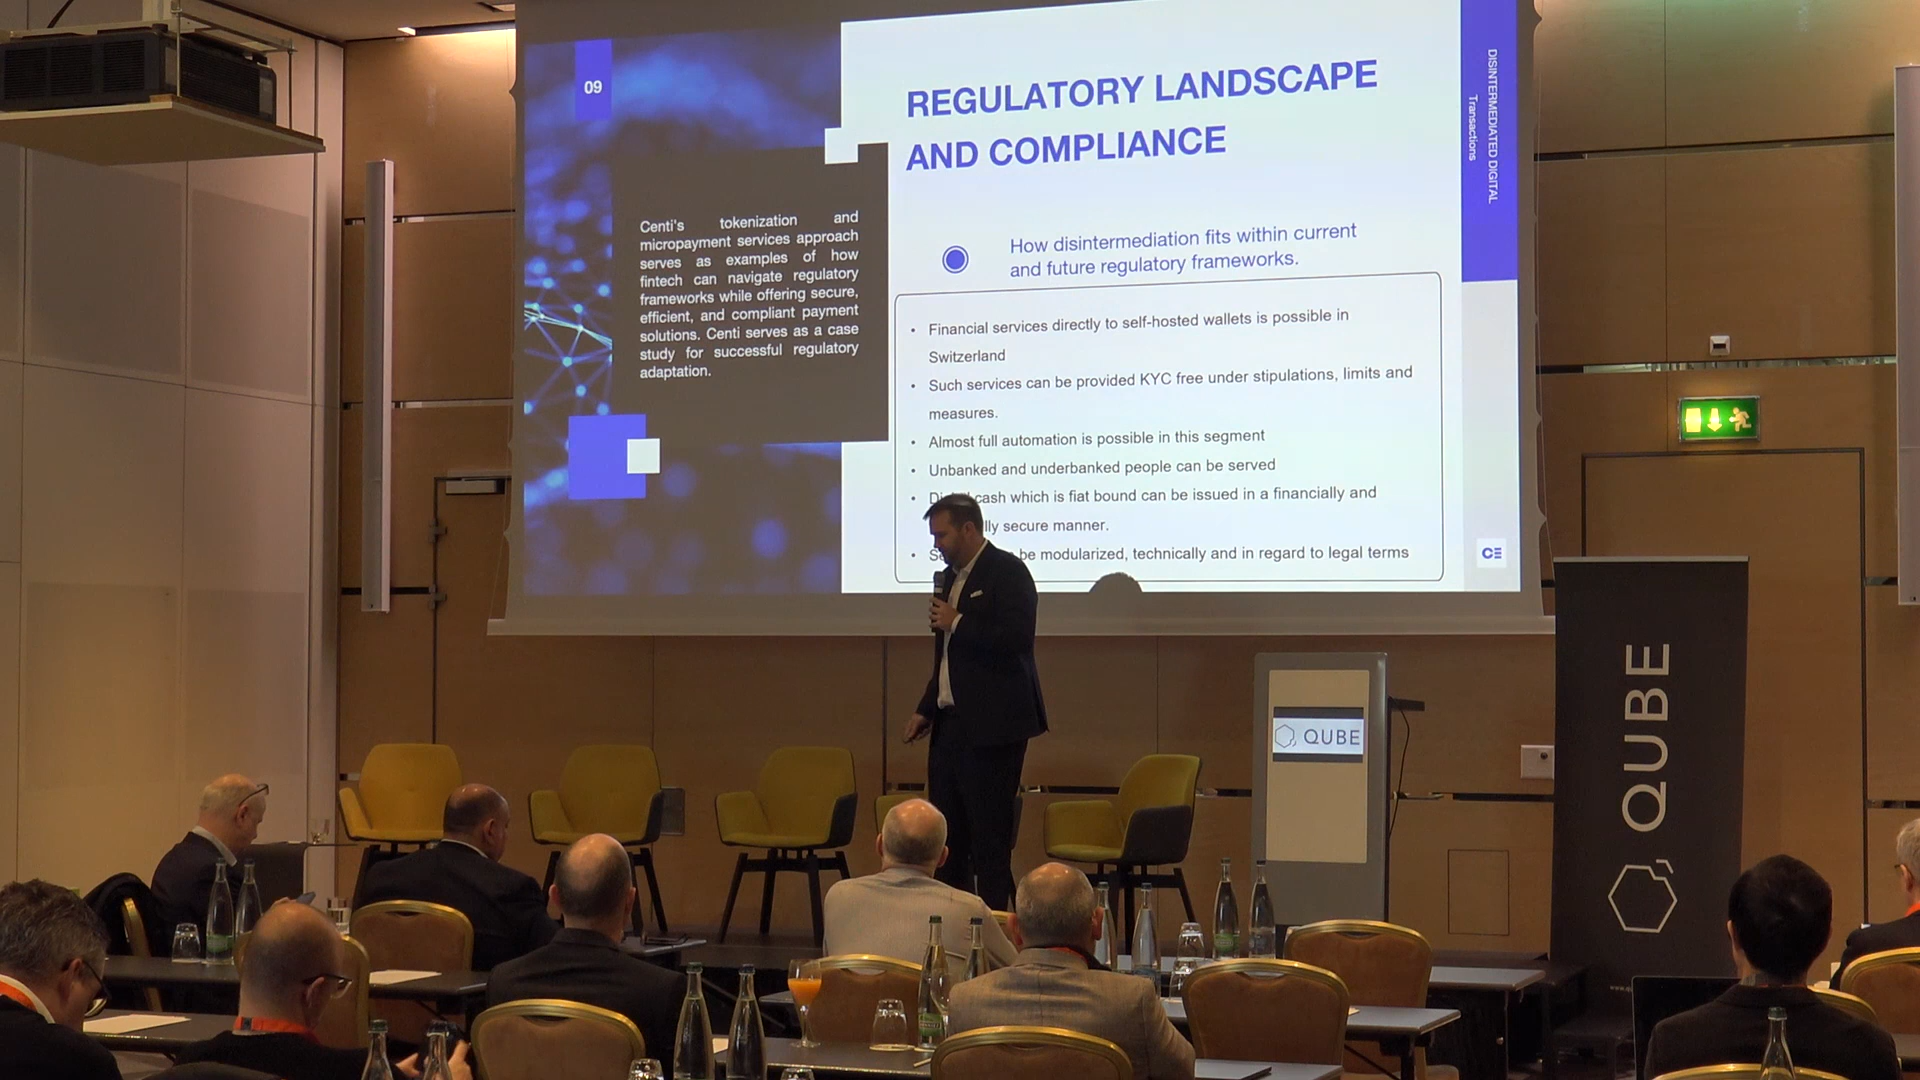 09
REGULATORY LANDSCAPE
AND COMPLIANCE
DISINTERMEDIATED DIGITAL
Transactions
Centi's tokenization and
micropayment services approach
serves as examples of how
fintech can navigate regulatory
frameworks while offering secure,
efficient, and compliant payment
solutions. Centi serves as a case
study for successful regulatory
adaptation.
How disintermediation fits within current
and future regulatory frameworks.
• Financial services directly to self-hosted wallets is possible in
Switzerland
• Such services can be provided KYC free under stipulations, limits and
measures.
• Almost full automation is possible in this segment
• Unbanked and underbanked people can be served
• cash which is fiat bound can be issued in a financially and
secure manner.
• be modularized, technically and in regard to legal terms
CE
QUBE
QUBE